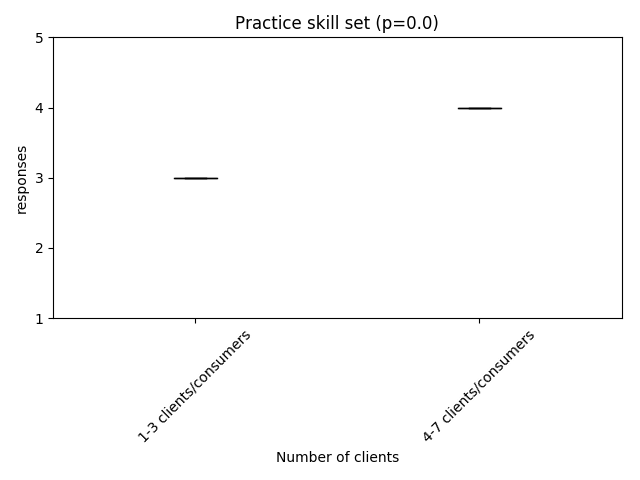 Practice skill set (p=0.0)
5
4
3
2
1
responses
1-3 clients/consumers
4-7 clients/consumers
Number of clients